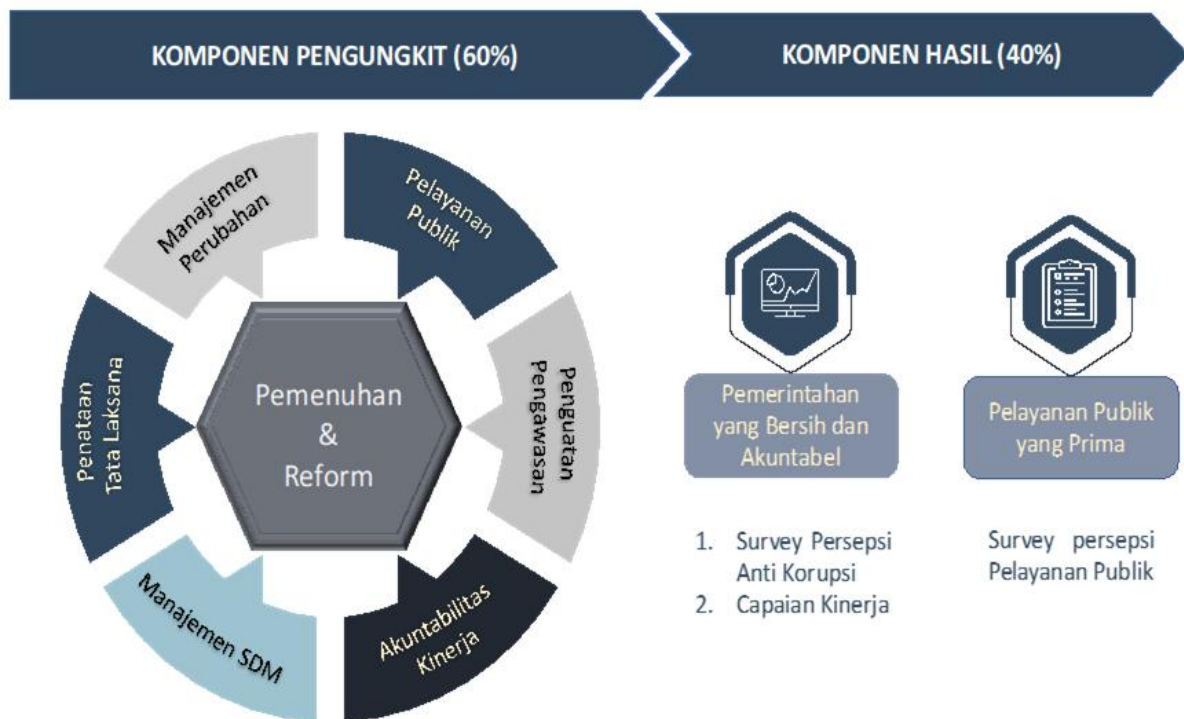 KOMPONEN PENGUNGKIT (60%)
KOMPONEN HASIL (40%)
Manajemen
Perubahan
Pelayanan
Publik
Penataan
Tata Laksana
Pemenuhan
&
Reform
Penguatan
Pengawasan
Manajemen SDM
Akuntabilitas
Kinerja
Pemerintahan
yang Bersih dan
Akuntabel
Pelayanan Publik
yang Prima
1. Survey Persepsi
Anti Korupsi
2. Capaian Kinerja
Survey persepsi
Pelayanan Publik